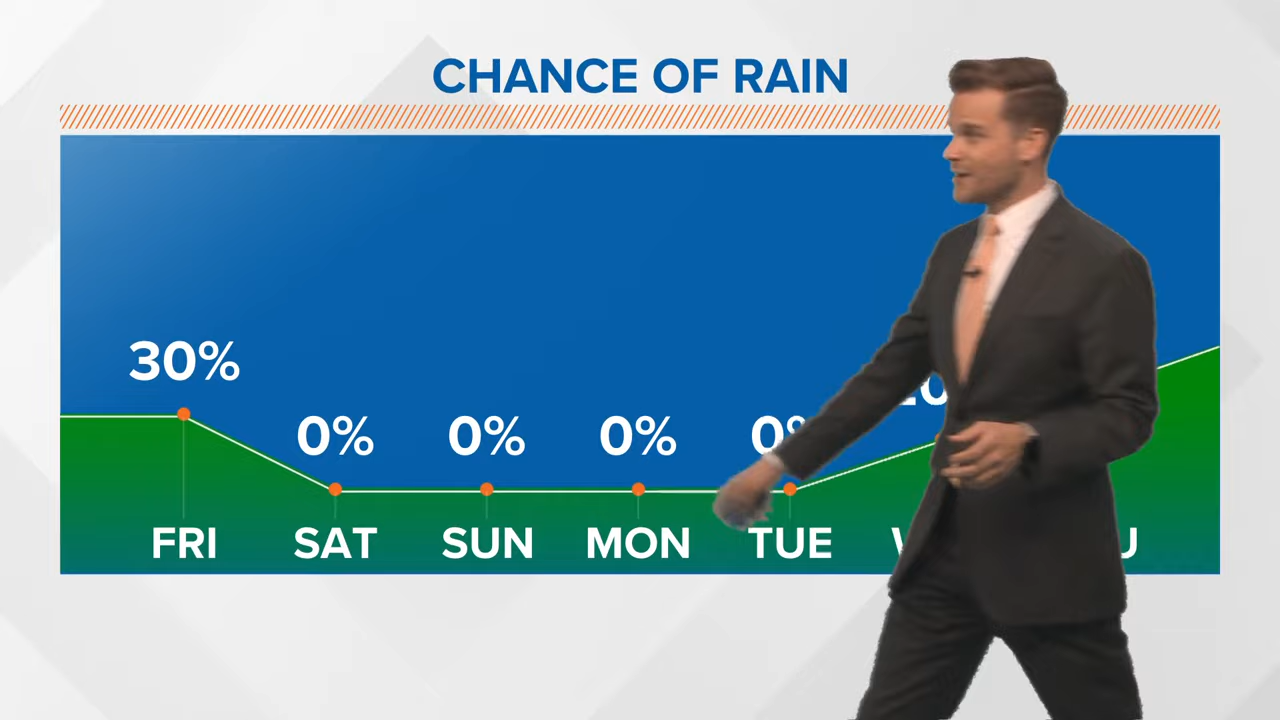 CHANCE OF RAIN
30%
0% 0% 0%
FRI SAT SUN MON TUE